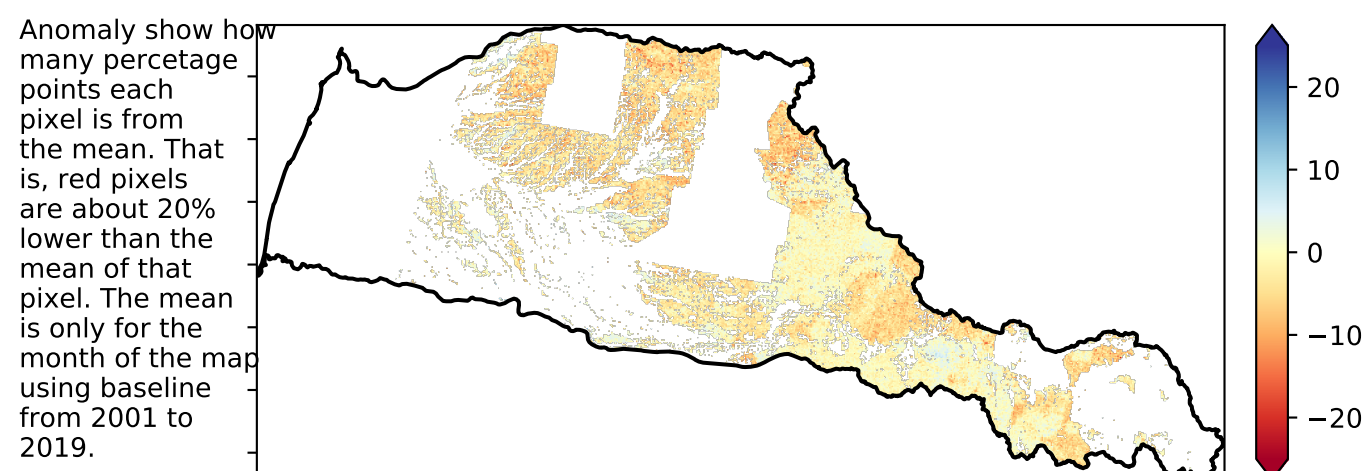 Anomaly show how
many percetage
points each
pixel is from
the mean. That
is, red pixels
are about 20%
lower than the
mean of that
pixel. The mean
is only for the
month of the map
using baseline
from 2001 to
2019.
20
10
0
−10
−20